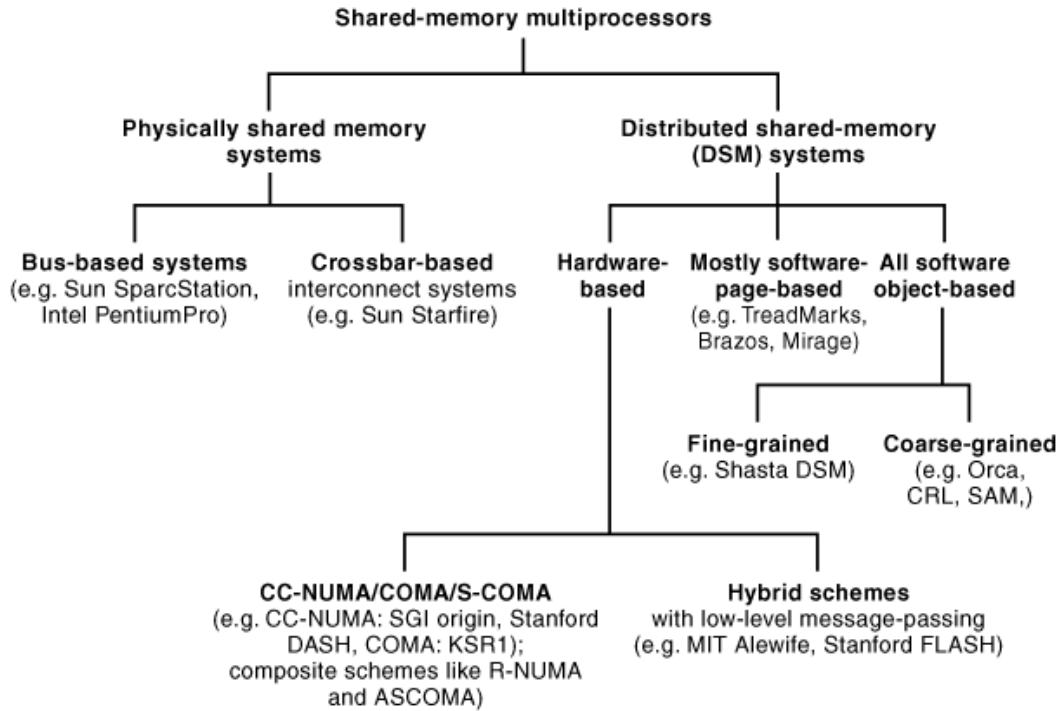 Shared-memory multiprocessors
Physically shared memory
systems
Distributed shared-memory
(DSM) systems
Bus-based systems
(e.g. Sun SparcStation,
Intel PentiumPro)
Crossbar-based
interconnect systems
(e.g. Sun Starfire)
Hardware-
based
Mostly software-
page-based
(e.g. TreadMarks,
Brazos, Mirage)
All software
object-based
Fine-grained
(e.g. Shasta DSM)
Coarse-grained
(e.g. Orca,
CRL, SAM,)
CC-NUMA/COMA/S-COMA
(e.g. CC-NUMA: SGI origin, Stanford
DASH, COMA: KSR1);
composite schemes like R-NUMA
and ASCOMA)
Hybrid schemes
with low-level message-passing
(e.g. MIT Alewife, Stanford FLASH)